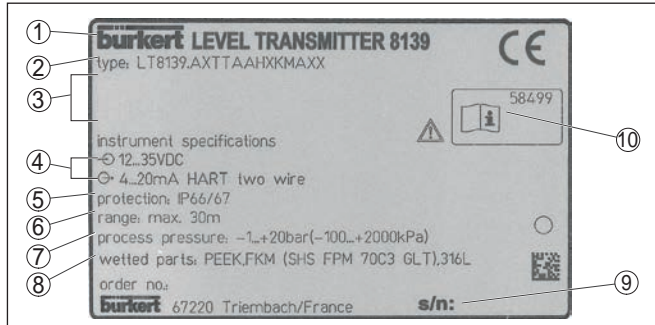 ① bürkert LEVEL TRANSMITTER 8139
② type: LT8139.AXTTAAHXKMAXX
③
58499
⑩
instrument specifications
④ 12...35VDC
4...20mA HART two wire
⑤ protection: IP66/67
⑥ range: max. 30m
⑦ process pressure: -1...+20bar(-100...+2000kPa)
⑧ wetted parts: PEEK,FKM (SHS FPM 70C3 GLT),316L
order no.:
bürkert 67220 Triembach/France s/n: ⑨
CE
i